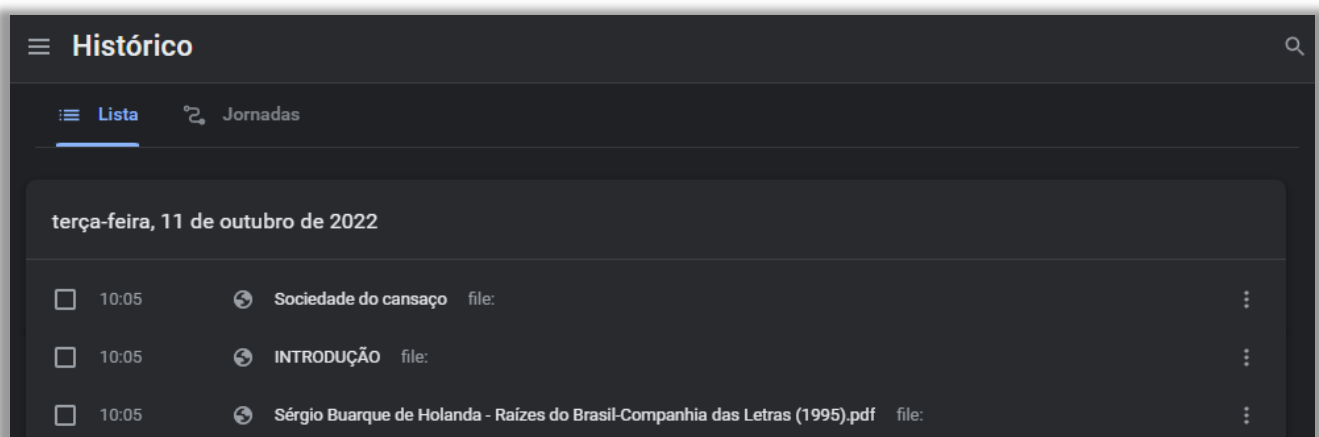 Histórico
Lista Jornadas
terça-feira, 11 de outubro de 2022
10:05 Sociedade do cansaço file:
10:05 INTRODUÇÃO file:
10:05 Sérgio Buarque de Holanda - Raízes do Brasil-Companhia das Letras (1995).pdf file: